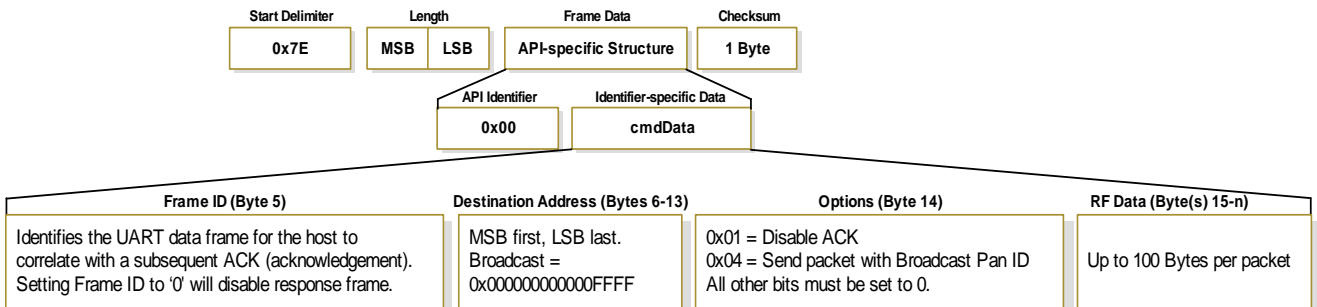 Start Delimiter
Length
Frame Data
Checksum
0x7E
MSB
LSB
API-specific Structure
1 Byte
API Identifier
Identifier-specific Data
0x00
cmdData
Frame ID (Byte 5)
Destination Address (Bytes 6-13)
Options (Byte 14)
RF Data (Byte(s) 15-n)
Identifies the UART data frame for the host to
correlate with a subsequent ACK (acknowledgement).
Setting Frame ID to ‘0’ will disable response frame.
MSB first, LSB last.
Broadcast =
0x000000000000FFFF
0x01 = Disable ACK
0x04 = Send packet with Broadcast Pan ID
All other bits must be set to 0.
Up to 100 Bytes per packet